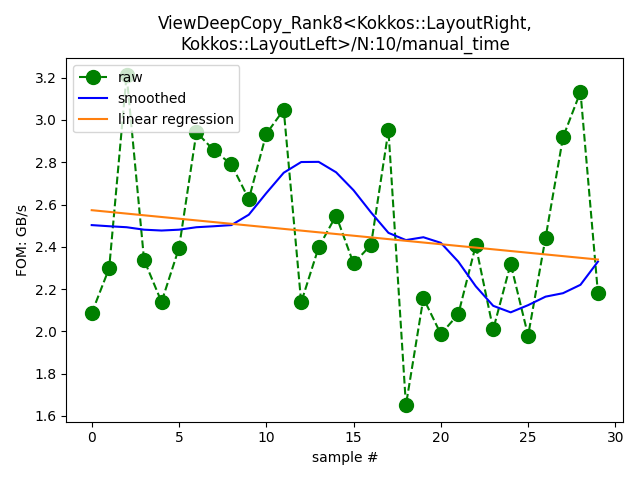 ViewDeepCopy_Rank8<Kokkos::LayoutRight,
Kokkos::LayoutLeft>/N:10/manual_time
raw
smoothed
linear regression
FOM: GB/s
3.2
3.0
2.8
2.6
2.4
2.2
2.0
1.8
1.6
0
5
10
15
20
25
30
sample #